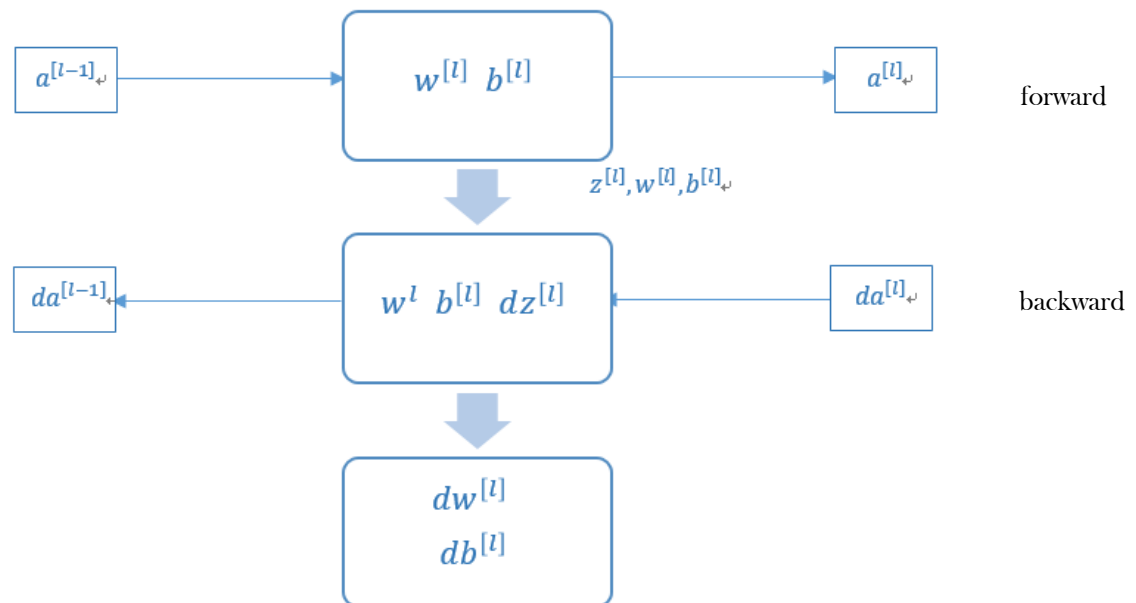 a^{[l-1]}↵
w^{[l]} b^{[l]}
a^{[l]}↵
forward
z^{[l]},w^{[l]},b^{[l]}↵
da^{[l-1]}↵
w^l b^{[l]} dz^{[l]}
da^{[l]}↵
backward
dw^{[l]}
db^{[l]}